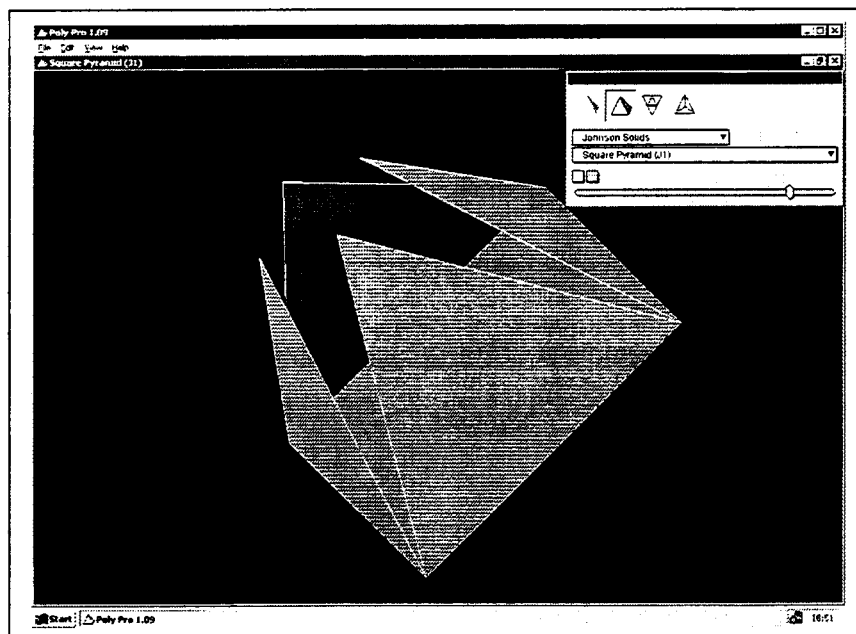 Poly Pro 1.09
File Edit View Help
Square Pyramid (J1)
Johnson Solids
Square Pyramid (J1)
Start Poly Pro 1.09 16:51